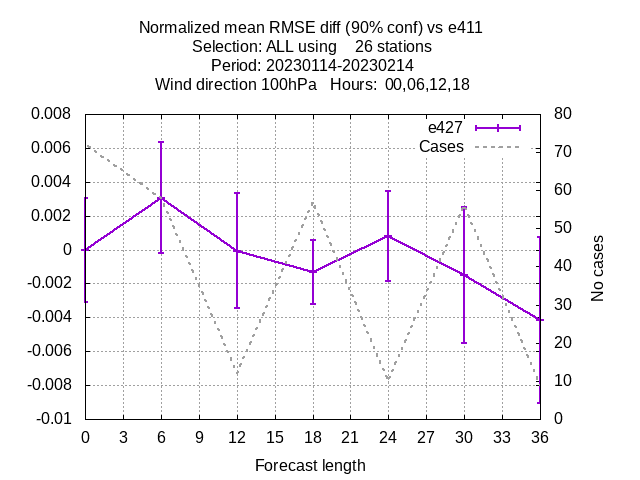 Normalized mean RMSE diff (90% conf) vs e411
Selection: ALL using    26 stations
Period: 20230114-20230214
Wind direction 100hPa   Hours:  00,06,12,18
0.008 80
e427
0.006 70
Cases
0.004 60
0.002 50
0 40
-0.002 30
-0.004 20
-0.006 10
-0.008 0
-0.01
No cases
0 3 6 9 12 15 18 21 24 27 30 33 36
Forecast length